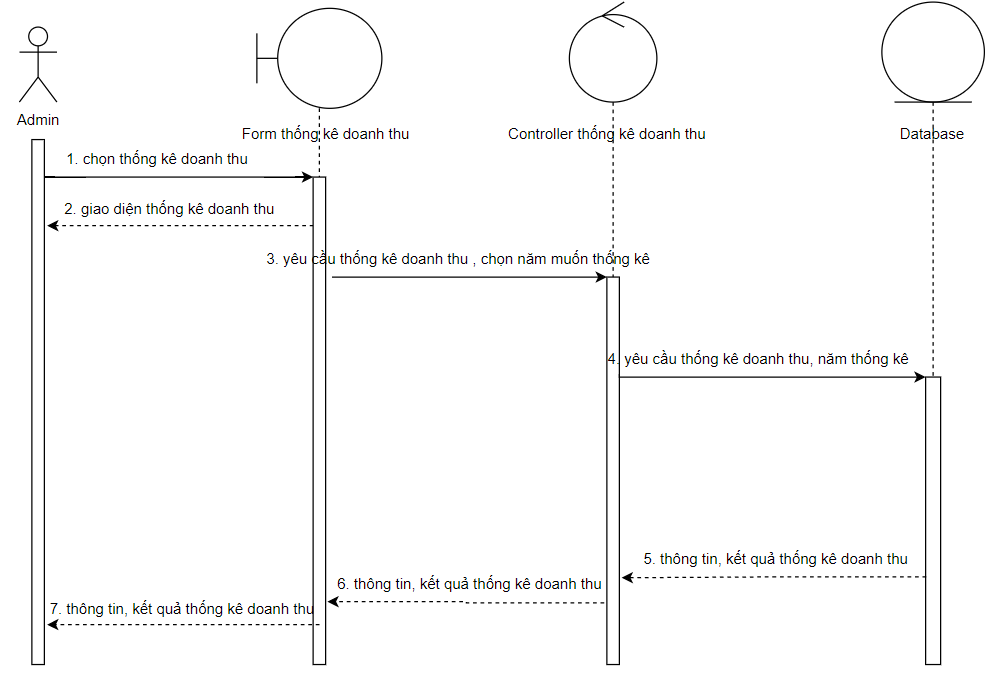 Admin
Form thống kê doanh thu
Controller thống kê doanh thu
Database
1. chọn thống kê doanh thu
2. giao diện thống kê doanh thu
3. yêu cầu thống kê doanh thu , chọn năm muốn thống kê
4. yêu cầu thống kê doanh thu, năm thống kê
5. thông tin, kết quả thống kê doanh thu
6. thông tin, kết quả thống kê doanh thu
7. thông tin, kết quả thống kê doanh thu